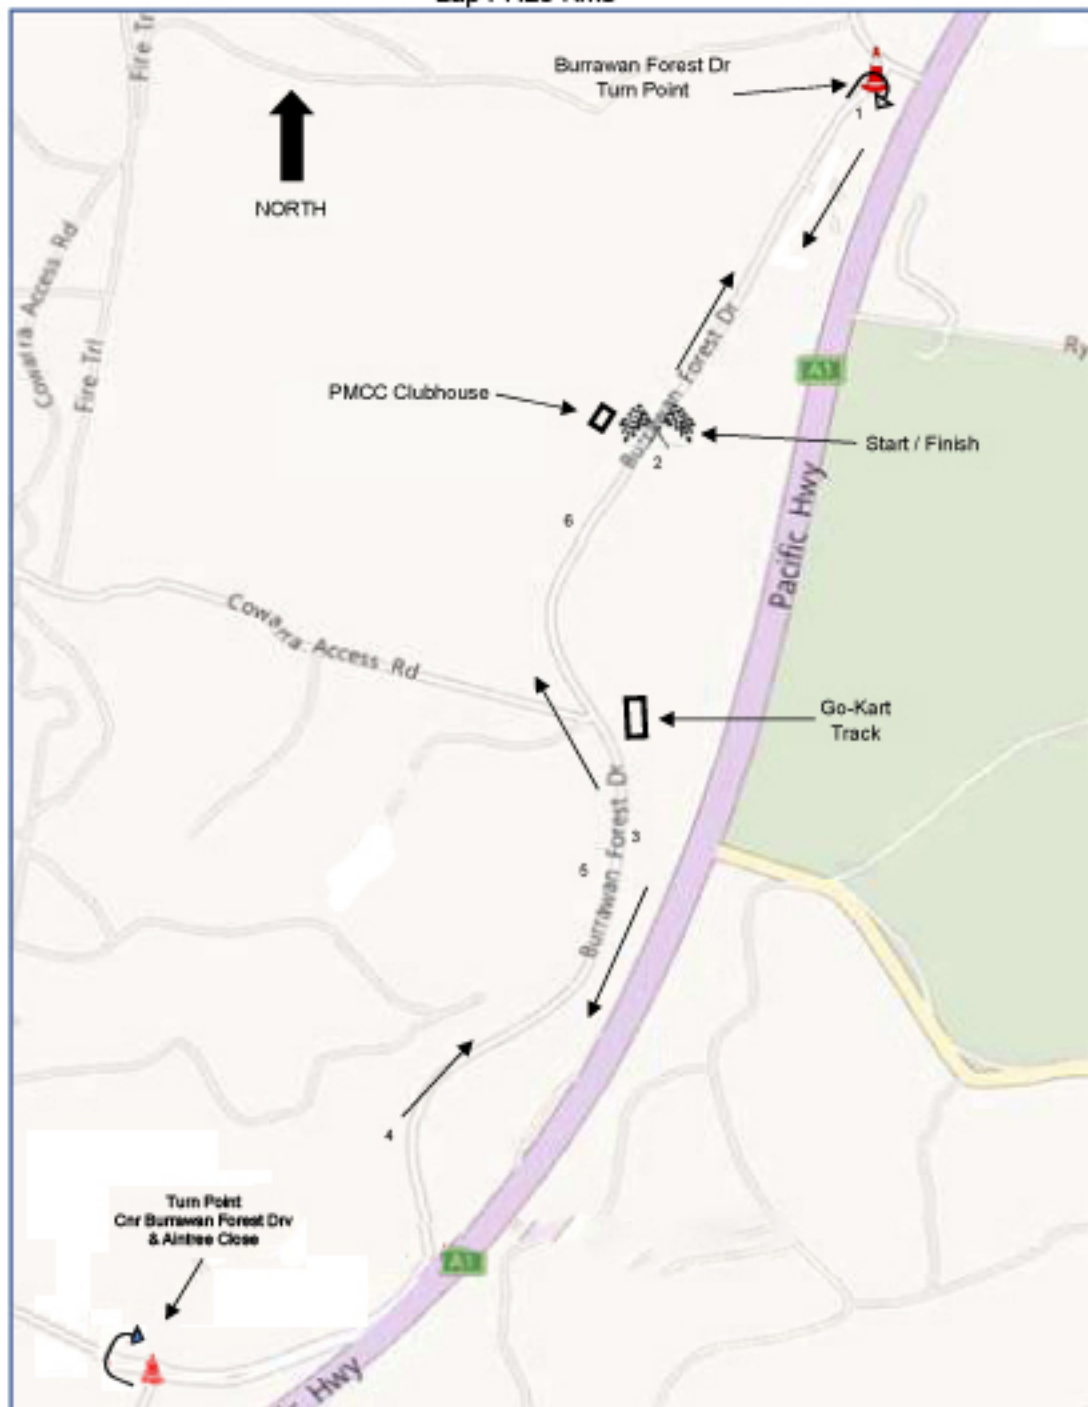 Burrawan Forest Dr
Turn Point
Fire Trl
1
NORTH
Cowarra Access Rd
Fire Trl
Burrawan Forest Dr
A1
PMCC Clubhouse
Start / Finish
2
6
Pacific Hwy
Cowarra Access Rd
Go-Kart
Track
3
5
Burrawan Forest Dr
4
Turn Point
Cnr Burrawan Forest Drv
& Aintree Close
A1
Hwy